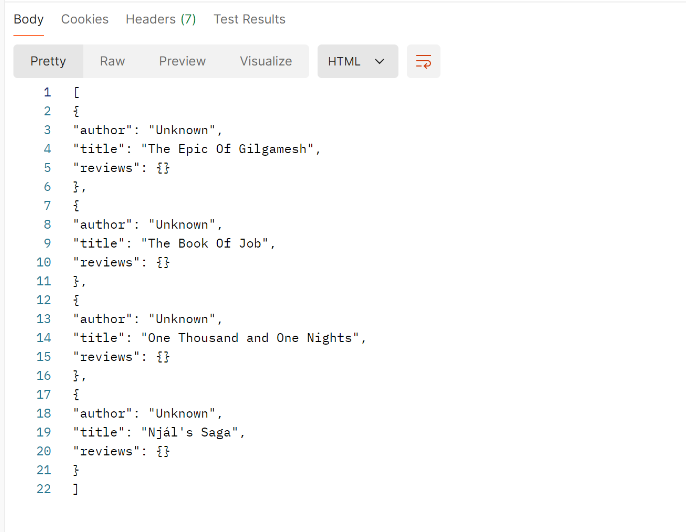 Body Cookies Headers (7) Test Results
Pretty Raw Preview Visualize HTML
1 [
2 {
3 "author": "Unknown",
4 "title": "The Epic Of Gilgamesh",
5 "reviews": {}
6 },
7 {
8 "author": "Unknown",
9 "title": "The Book Of Job",
10 "reviews": {}
11 },
12 {
13 "author": "Unknown",
14 "title": "One Thousand and One Nights",
15 "reviews": {}
16 },
17 {
18 "author": "Unknown",
19 "title": "Njál's Saga",
20 "reviews": {}
21 }
22 ]